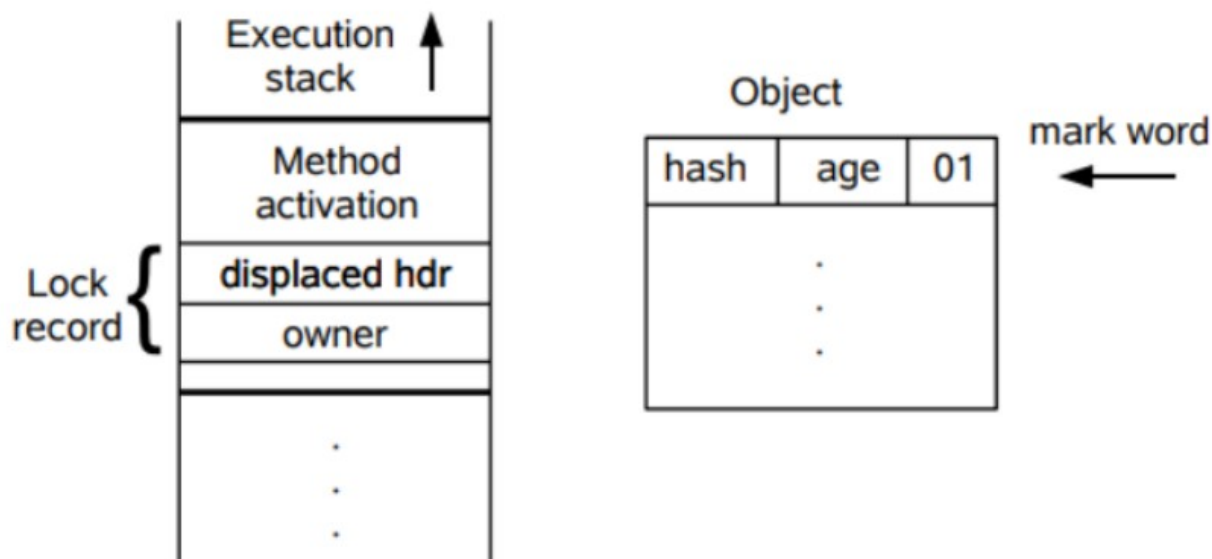 Execution
stack
Method
activation
Lock
record
displaced hdr
owner
Object
mark word
hash age 01